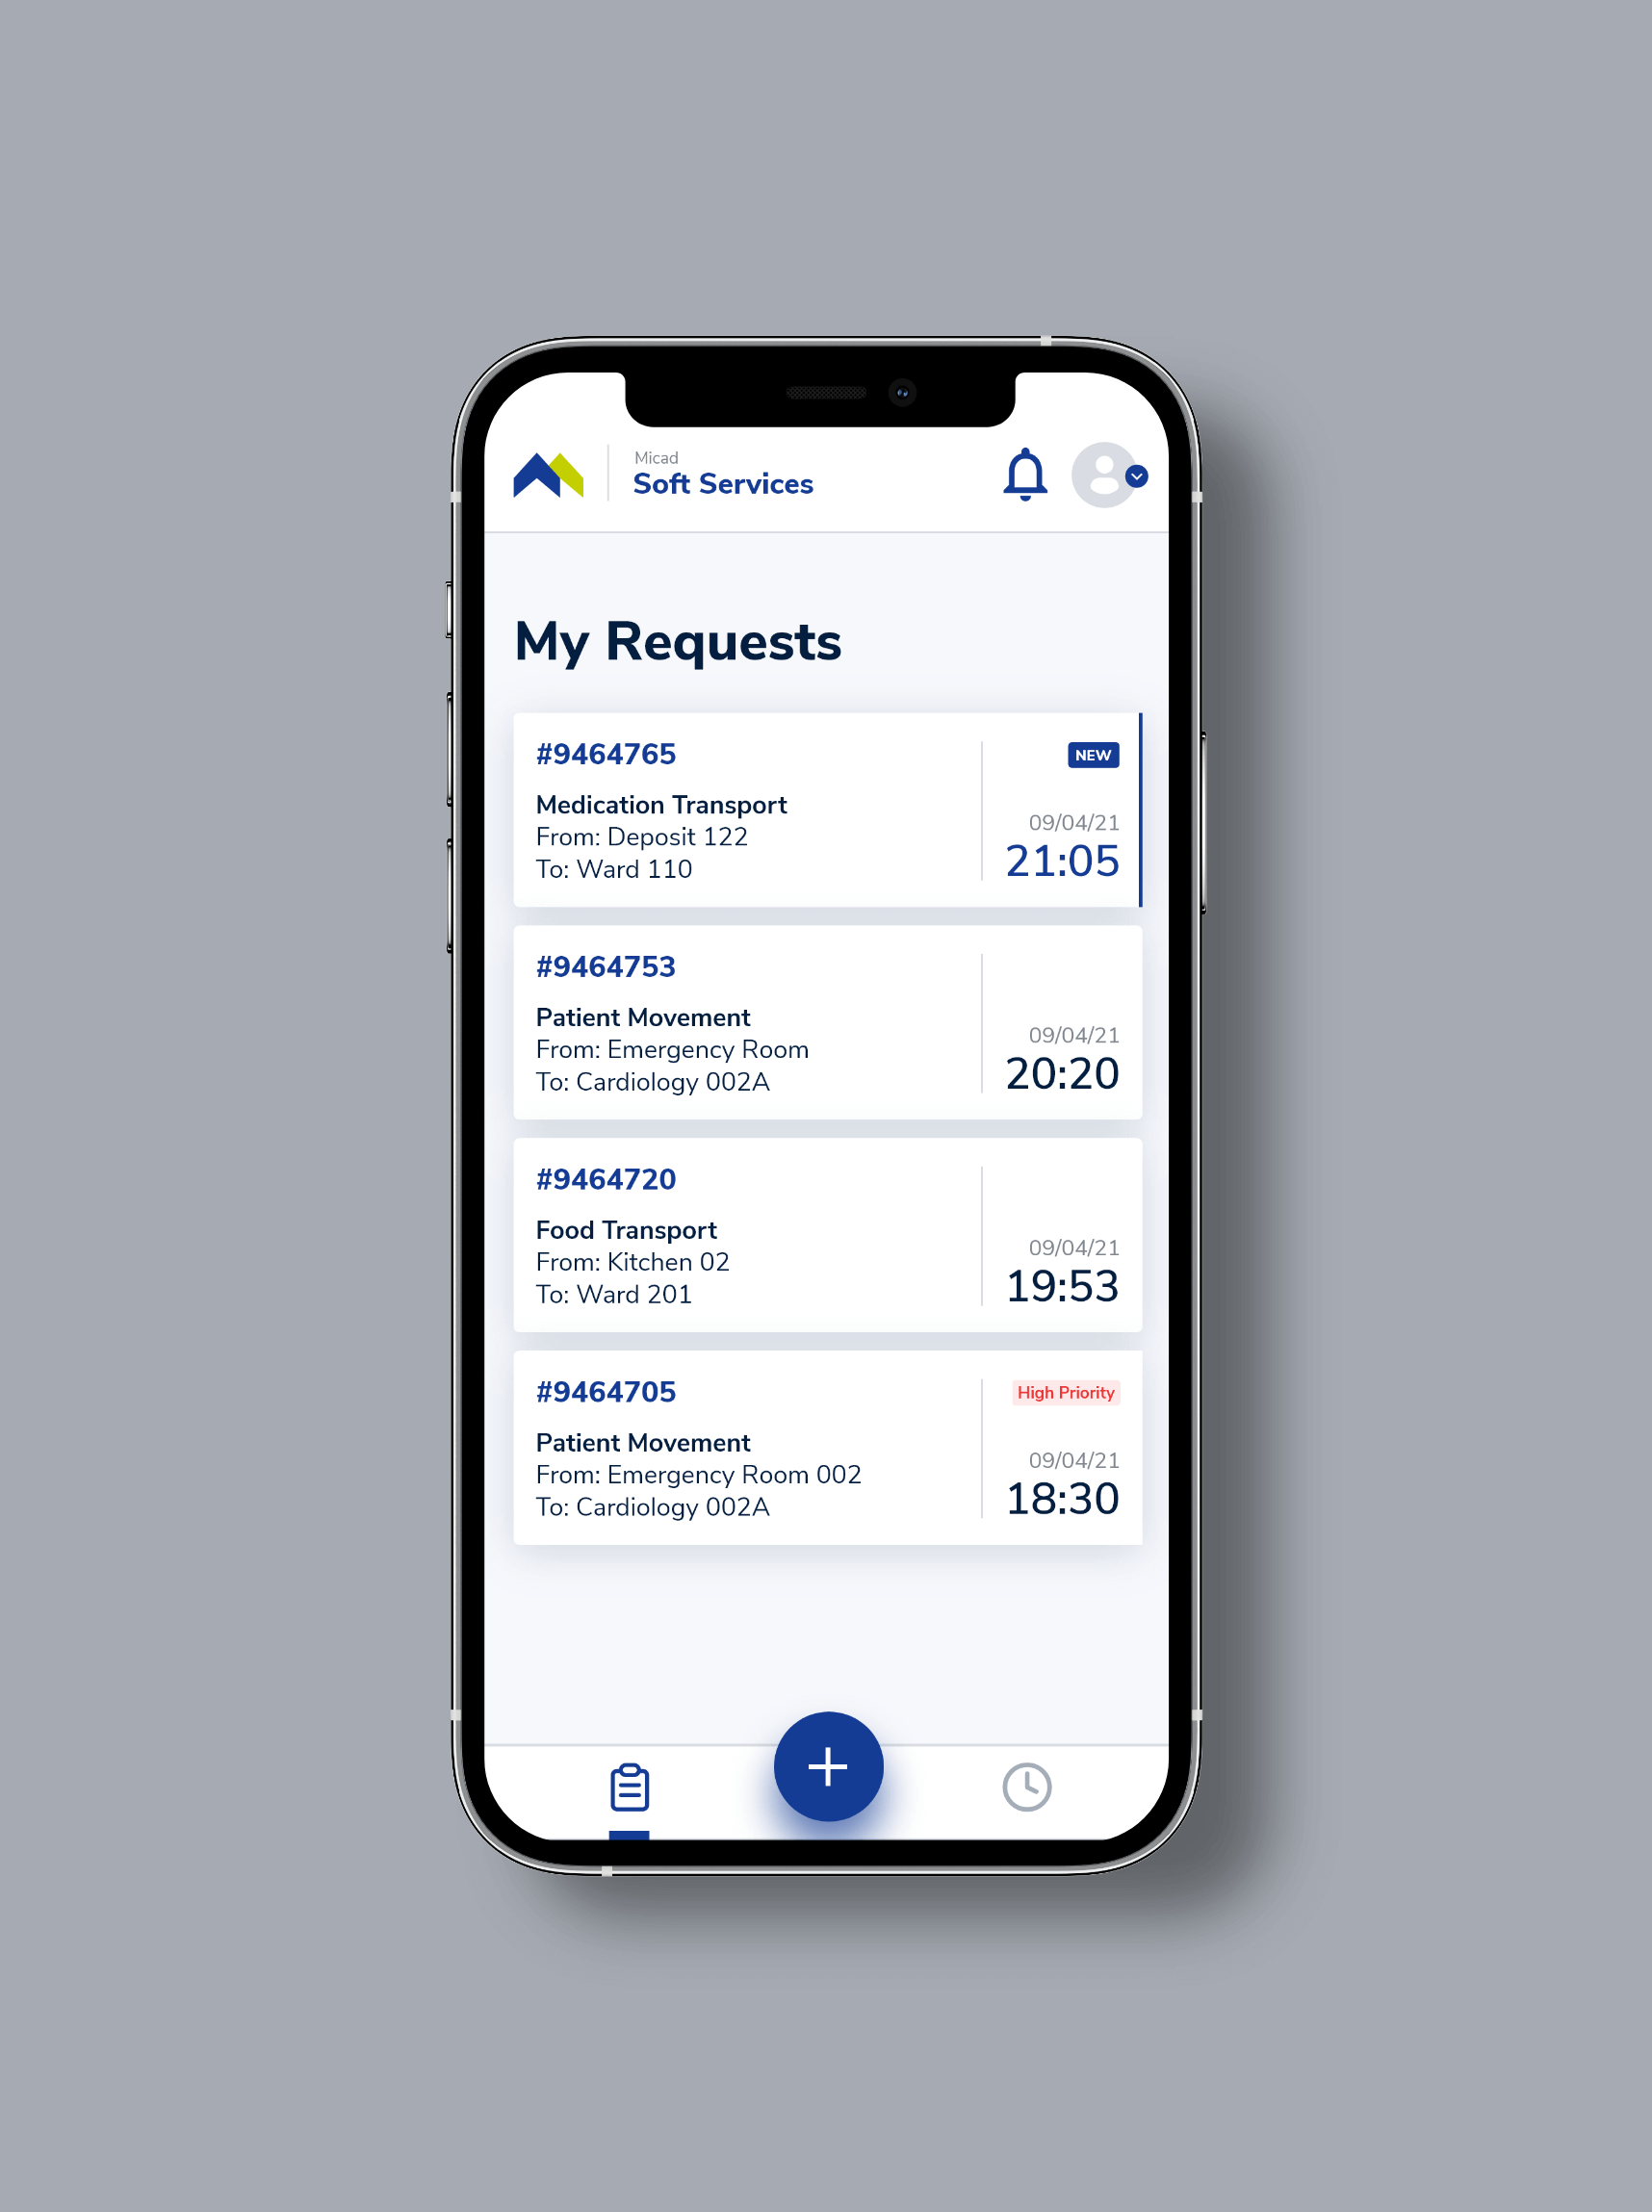 Micad
Soft Services
My Requests
#9464765
NEW
Medication Transport
From: Deposit 122
To: Ward 110
09/04/21
21:05
#9464753
Patient Movement
From: Emergency Room
To: Cardiology 002A
09/04/21
20:20
#9464720
Food Transport
From: Kitchen 02
To: Ward 201
09/04/21
19:53
#9464705
High Priority
Patient Movement
From: Emergency Room 002
To: Cardiology 002A
09/04/21
18:30